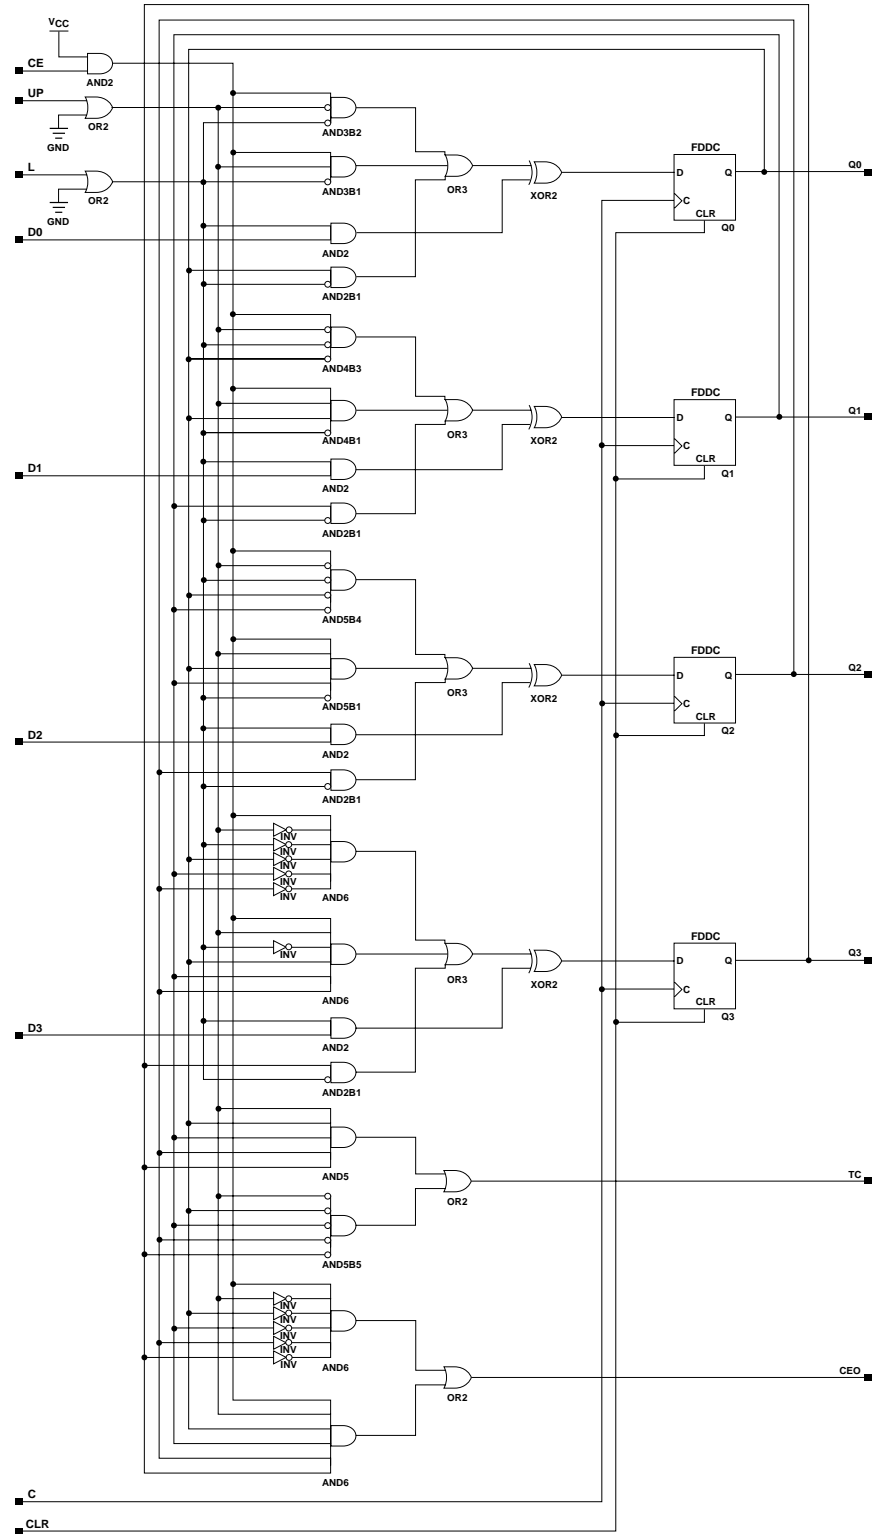 VCC
CE
AND2
UP
OR2
GND
AND3B2
FDDC
L
OR2
GND
AND3B1
OR3
XOR2
D
Q
C
CLR
Q0
Q0
D0
AND2
AND2B1
AND4B3
FDDC
D
Q
C
CLR
Q1
Q1
AND4B1
OR3
XOR2
D1
AND2
AND2B1
AND5B4
FDDC
D
Q
C
CLR
Q2
Q2
AND5B1
OR3
XOR2
D2
AND2
AND2B1
INV
INV
INV
INV
INV
AND6
FDDC
D
Q
C
CLR
Q3
Q3
INV
AND6
OR3
XOR2
D3
AND2
AND2B1
AND5
OR2
TC
AND5B5
INV
INV
INV
INV
INV
AND6
OR2
CEO
AND6
C
CLR